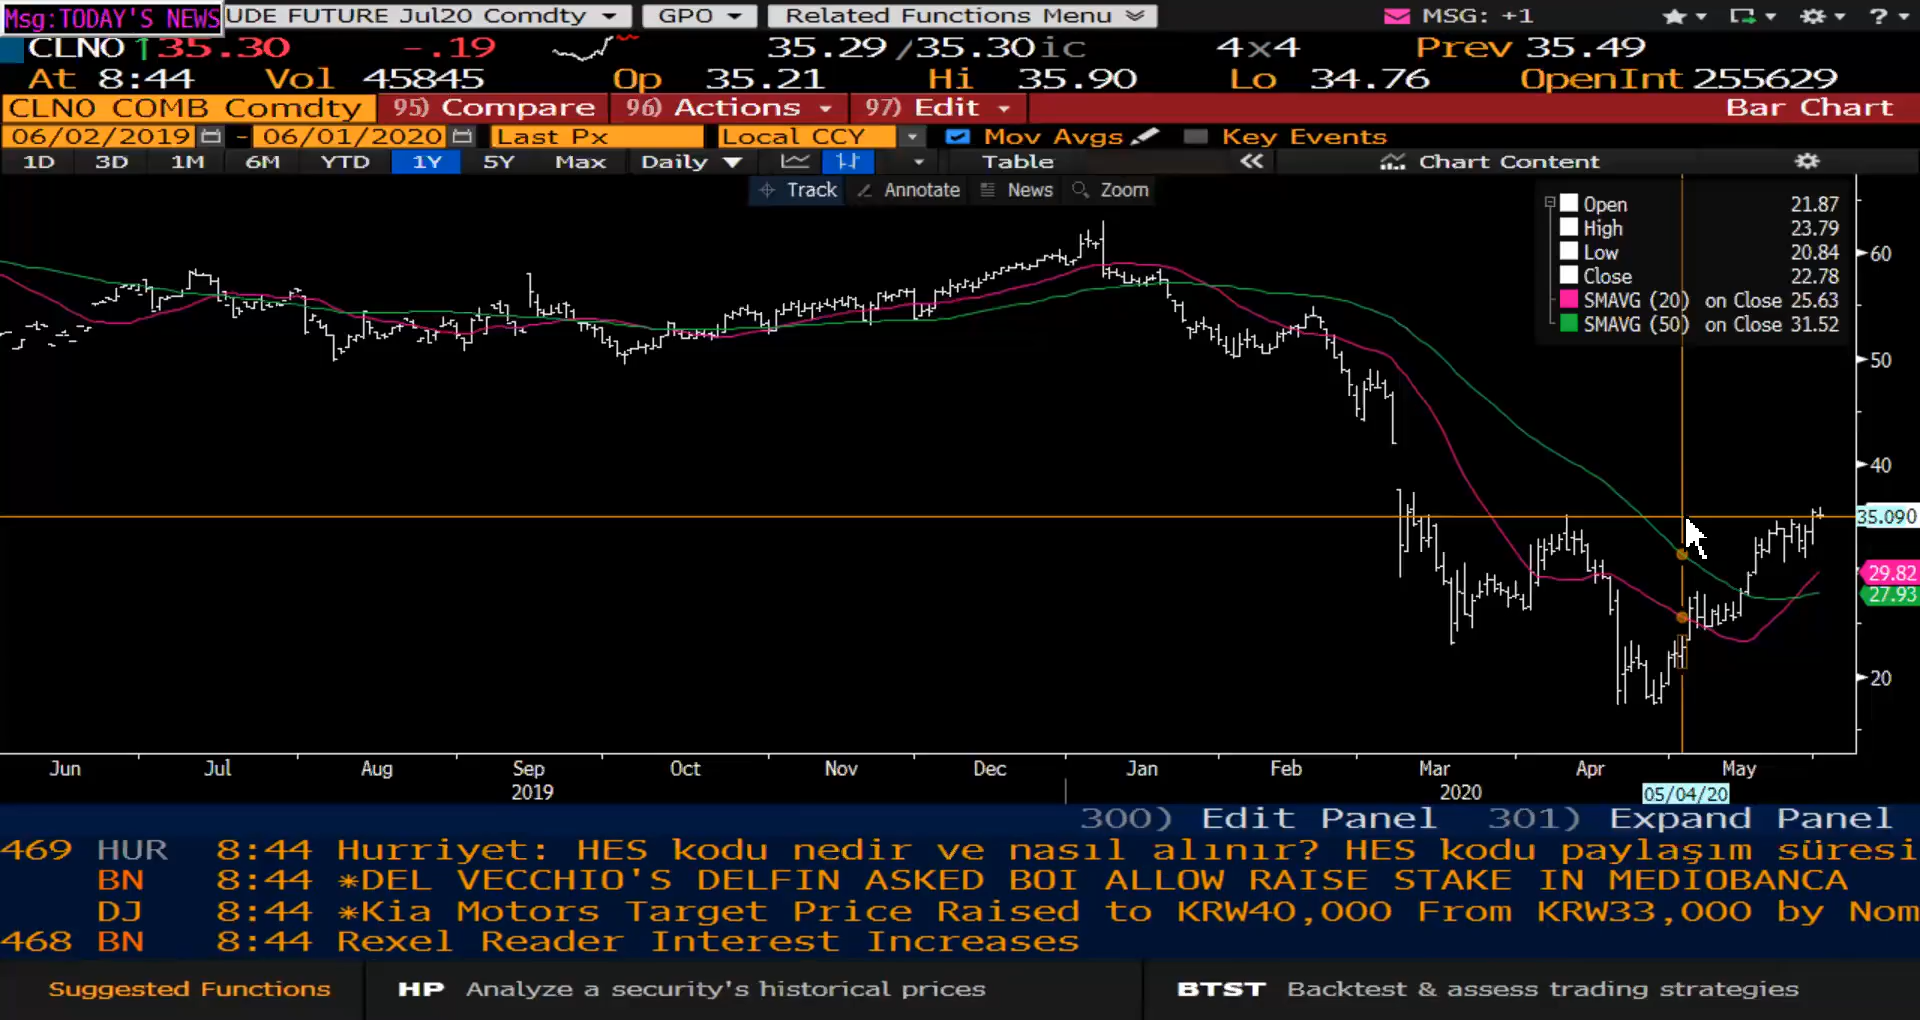 Msg:TODAY'S NEWS UDE FUTURE Jul20 Comdty GPO Related Functions Menu MSG: +1 ?
CLN0 ↑35.30 -.19 35.29/35.30ic 4x4 Prev 35.49
At 8:44 Vol 45845 Op 35.21 Hi 35.90 Lo 34.76 OpenInt 255629
CLN0 COMB Comdty 95) Compare 96) Actions 97) Edit Bar Chart
06/02/2019 - 06/01/2020 Last Px Local CCY Mov Avgs Key Events
1D 3D 1M 6M YTD 1Y 5Y Max Daily Table « Chart Content
Track Annotate News Zoom
Open 21.87
High 23.79
Low 20.84
Close 22.78
SMAVG (20) on Close 25.63
SMAVG (50) on Close 31.52
60
50
40
35.090
29.82
27.93
20
Jun Jul Aug Sep Oct Nov Dec Jan Feb Mar Apr May
2019 2020 05/04/20
300) Edit Panel 301) Expand Panel
469 HUR 8:44 Hurriyet: HES kodu nedir ve nasıl alınır? HES kodu paylaşım süresi
BN 8:44 *DEL VECCHIO'S DELFIN ASKED BOI ALLOW RAISE STAKE IN MEDIOBANCA
DJ 8:44 *Kia Motors Target Price Raised to KRW40,000 From KRW33,000 by Nom
468 BN 8:44 Rexel Reader Interest Increases
Suggested Functions HP Analyze a security's historical prices BTST Backtest & assess trading strategies